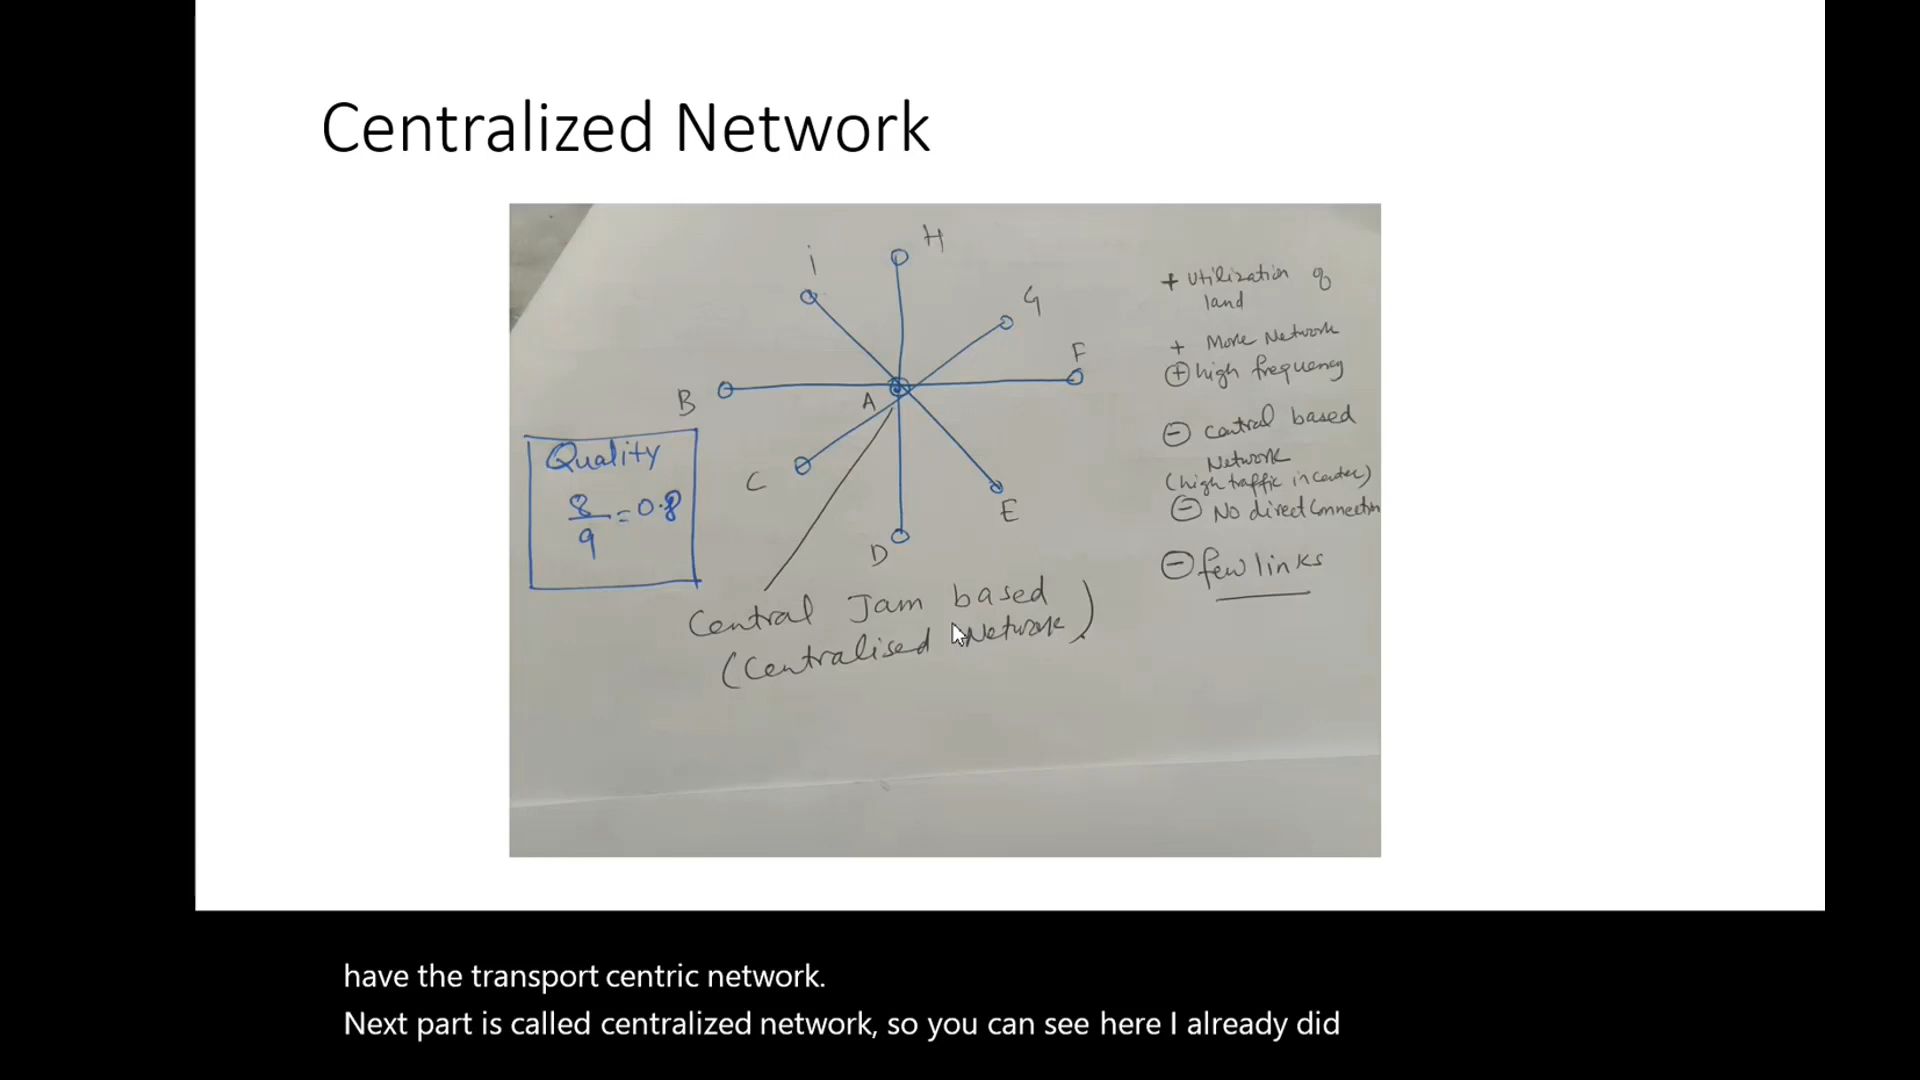 Centralized Network
i
H
G
F
B
A
C
E
D
Quality
8
9
= 0.8
Central Jam based
(Centralised Network)
+ Utilization of
land
+ More Network
+ high frequency
- central based
Network
(high traffic in center)
- No direct Connection
- few links
have the transport centric network.
Next part is called centralized network, so you can see here I already did